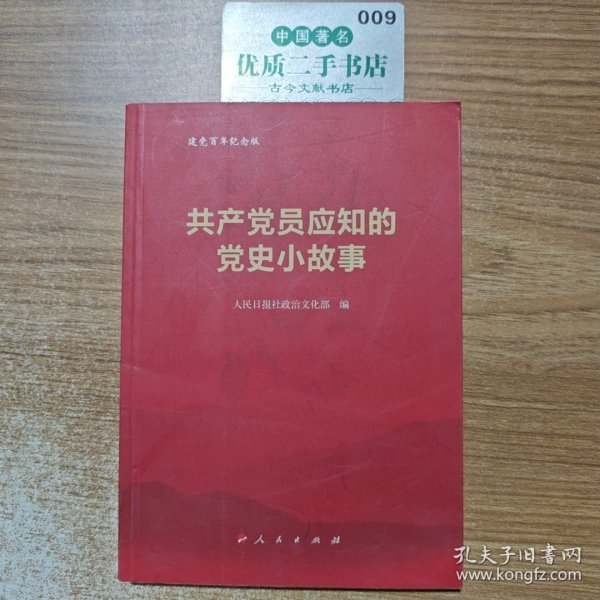 009
中国著名
优质二手书店
古今文献书店
建党百年纪念版
共产党员应知的
党史小故事
人民日报社政治文化部 编
人民出版社
孔夫子旧书网
www.kongfz.com